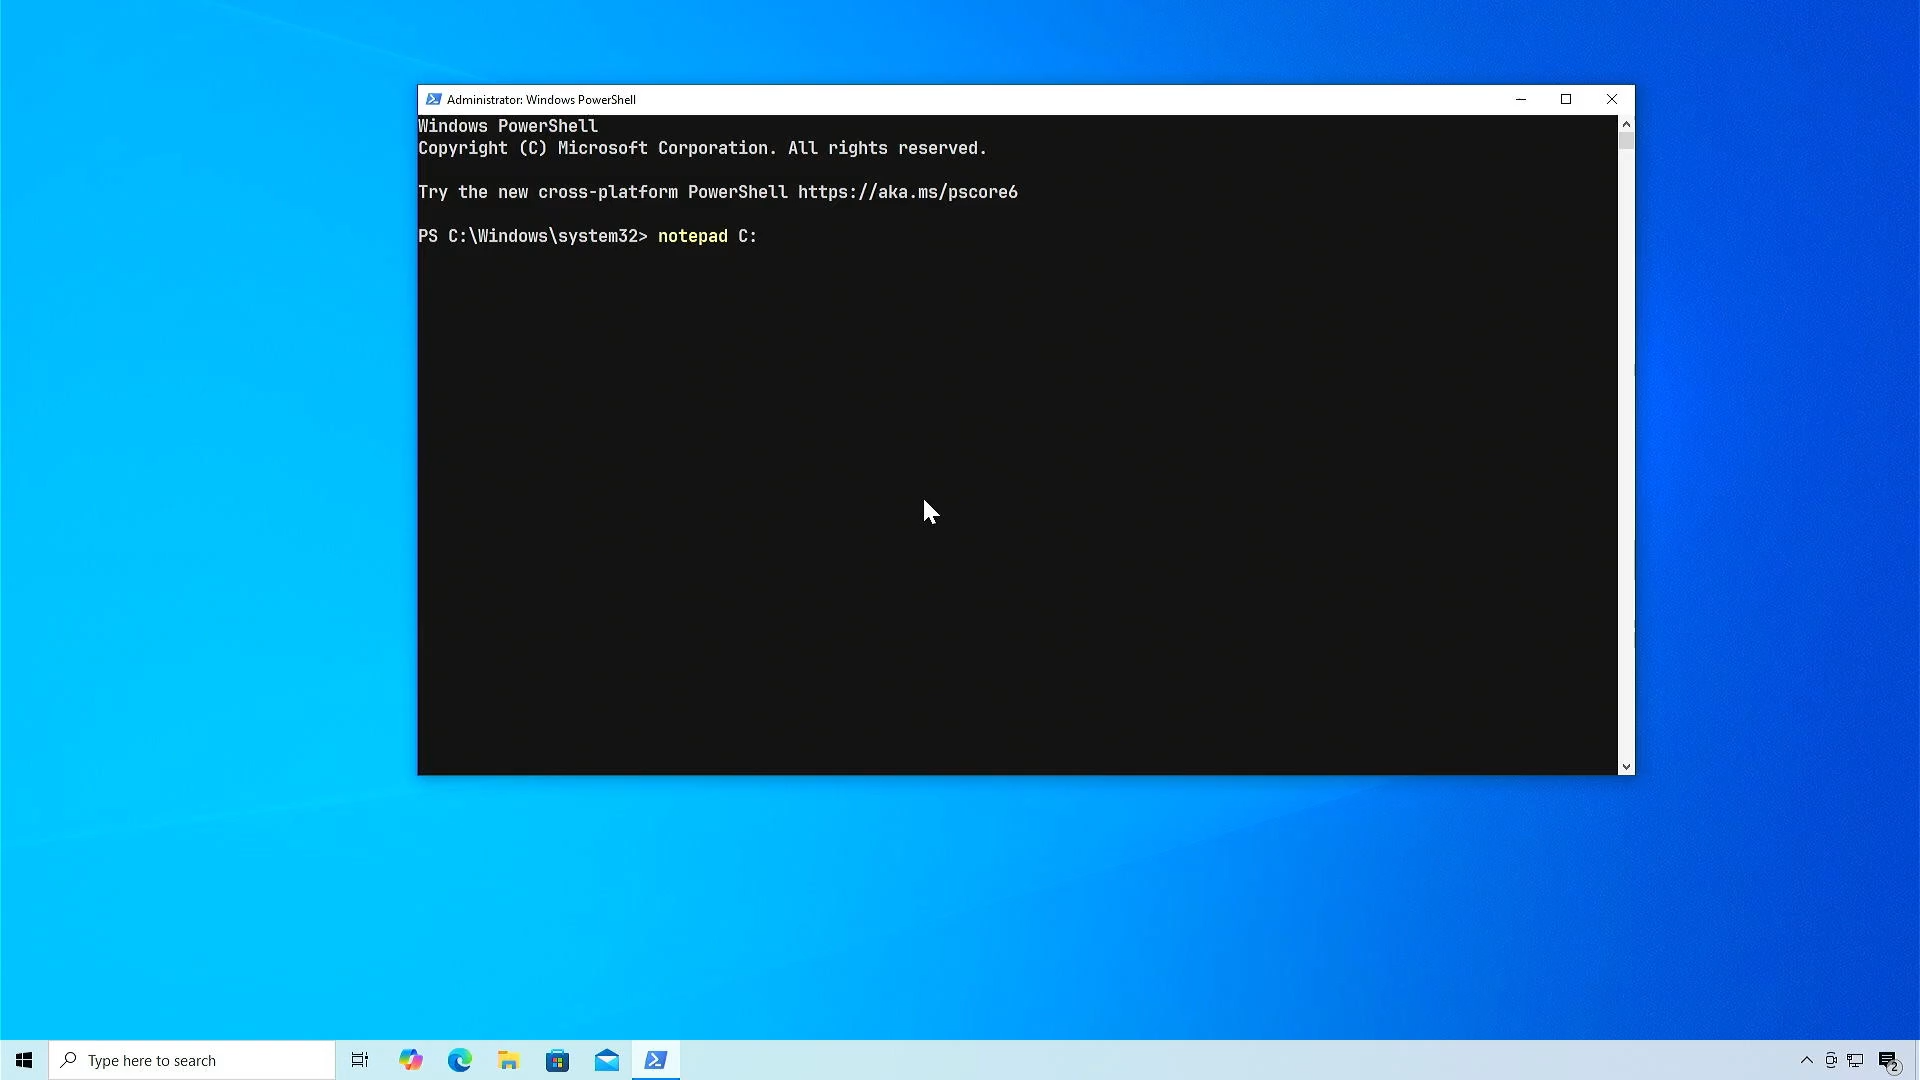 Administrator: Windows PowerShell
Windows PowerShell
Copyright (C) Microsoft Corporation. All rights reserved.
Try the new cross-platform PowerShell https://aka.ms/pscore6
PS C:\Windows\system32> notepad C:
Type here to search
2